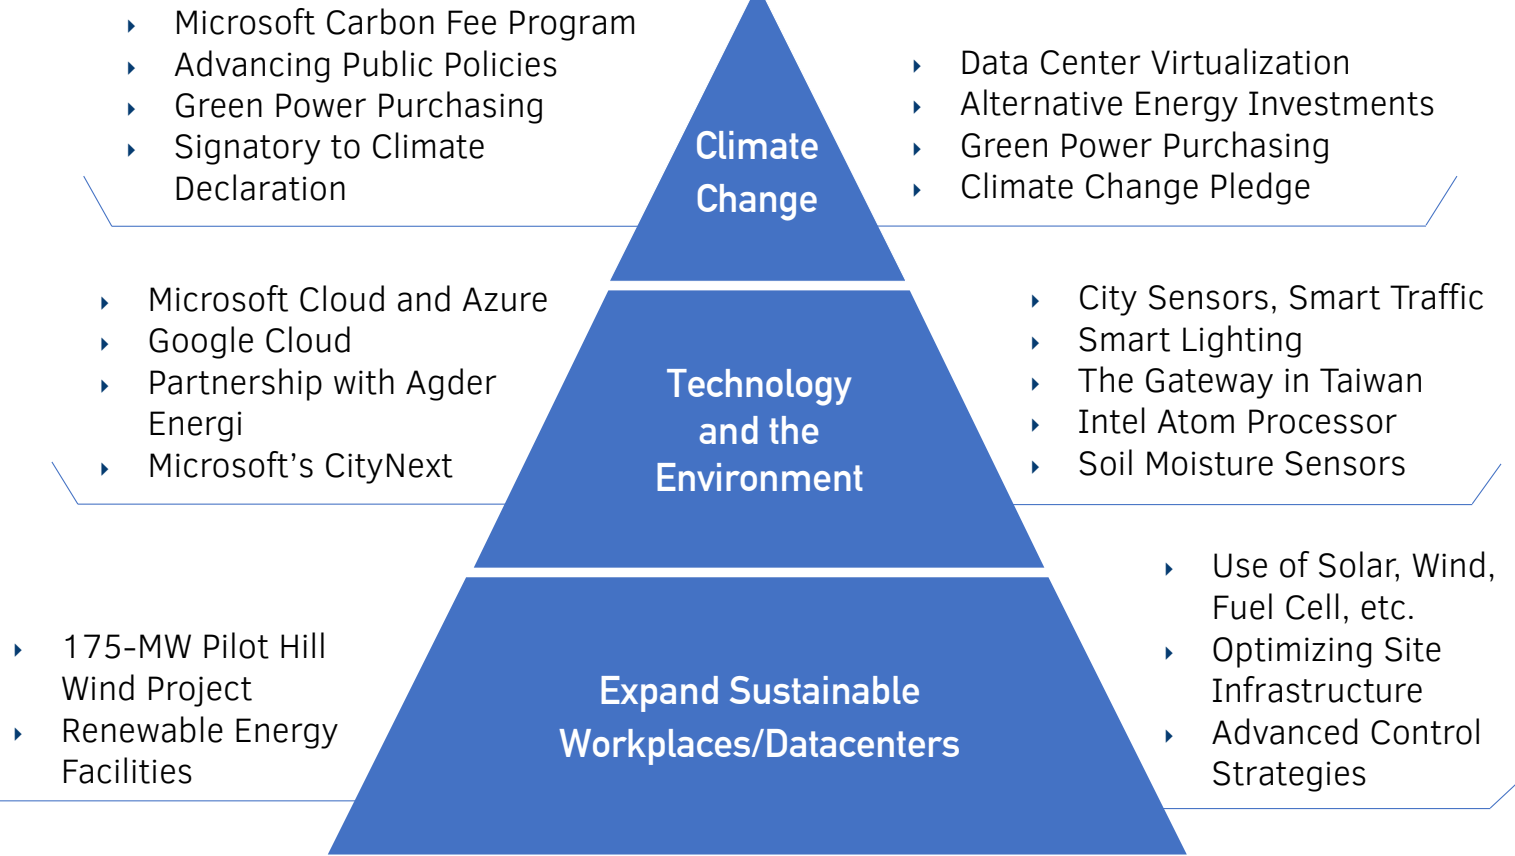 Microsoft Carbon Fee Program
Advancing Public Policies
Green Power Purchasing
Signatory to Climate
Declaration
Climate
Change
Data Center Virtualization
Alternative Energy Investments
Green Power Purchasing
Climate Change Pledge
Microsoft Cloud and Azure
Google Cloud
Partnership with Agder
Energi
Microsoft's CityNext
Technology
and the
Environment
City Sensors, Smart Traffic
Smart Lighting
The Gateway in Taiwan
Intel Atom Processor
Soil Moisture Sensors
175-MW Pilot Hill
Wind Project
Renewable Energy
Facilities
Expand Sustainable
Workplaces/Datacenters
Use of Solar, Wind,
Fuel Cell, etc.
Optimizing Site
Infrastructure
Advanced Control
Strategies